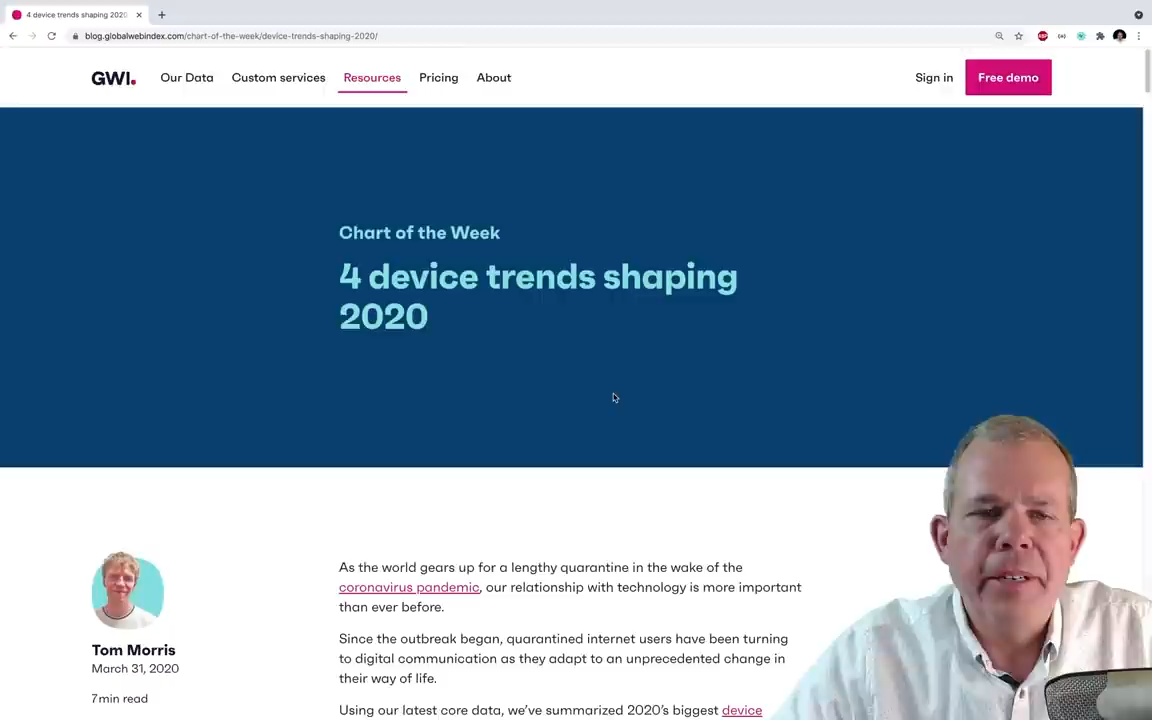 4 device trends shaping 2020
blog.globalwebindex.com/chart-of-the-week/device-trends-shaping-2020/
GWI. Our Data Custom services Resources Pricing About Sign in Free demo
Chart of the Week
4 device trends shaping
2020
As the world gears up for a lengthy quarantine in the wake of the
coronavirus pandemic, our relationship with technology is more important
than ever before.
Since the outbreak began, quarantined internet users have been turning
to digital communication as they adapt to an unprecedented change in
their way of life.
Using our latest core data, we’ve summarized 2020’s biggest device
Tom Morris
March 31, 2020
7min read